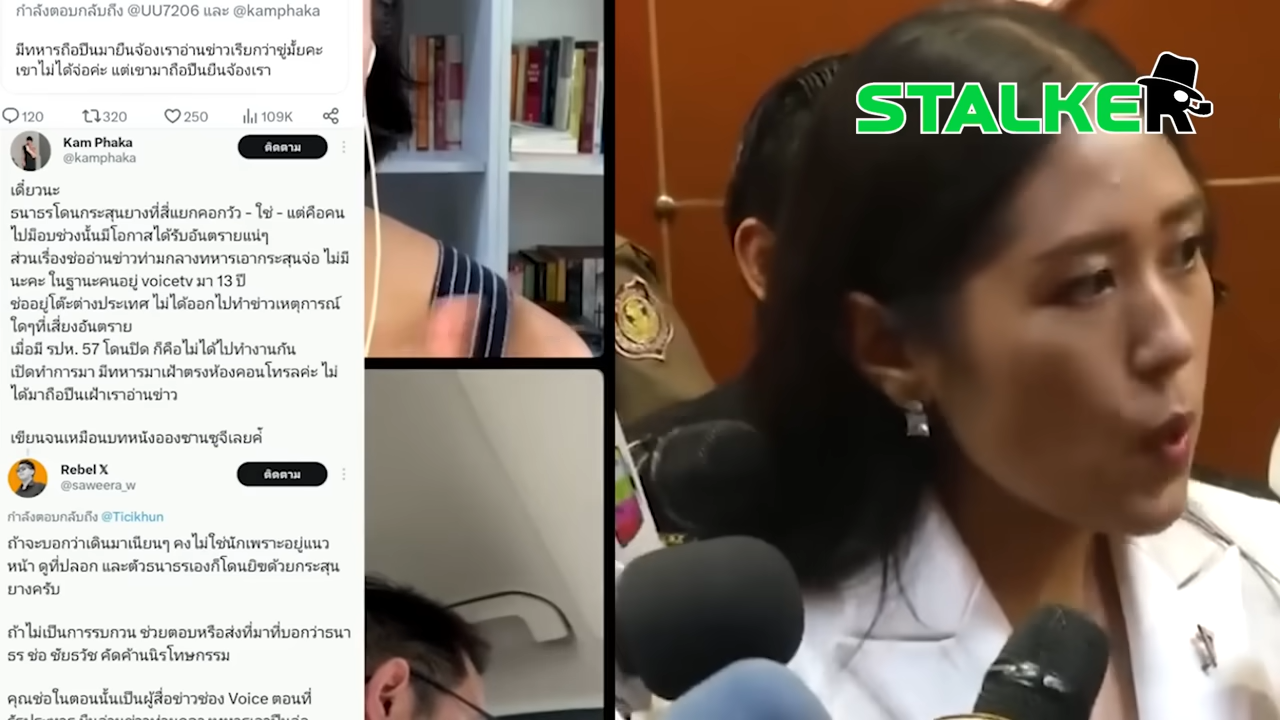 กำลังตอบกลับถึง @UU7206 และ @kamphaka
มีทหารถือปืนมายืนจ้องเราอ่านข่าวเรียกว่าขู่มั้ยคะ
เขาไม่ได้จ่อค่ะ แต่เขามาถือปืนยืนจ้องเรา
120 320 250 109K
Kam Phaka
@kamphaka
ติดตาม
เดี๋ยวนะ
ธนาธรโดนกระสุนยางที่สี่แยกคอกวัว - ใช่ - แต่คือคน
ไปม็อบช่วงนั้นมีโอกาสได้รับอันตรายแน่ๆ
ส่วนเรื่องช่ออ่านข่าวท่ามกลางทหารเอากระสุนจ่อ ไม่มี
นะคะ ในฐานะคนอยู่ voicetv มา 13 ปี
ช่ออยู่โต๊ะต่างประเทศ ไม่ได้ออกไปทำข่าวเหตุการณ์
ใดๆที่เสี่ยงอันตราย
เมื่อมี รปห. 57 โดนปิด ก็คือไม่ได้ไปทำงานกัน
เปิดทำการมา มีทหารมาเฝ้าตรงห้องคอนโทรลค่ะ ไม่
ได้มาถือปืนเฝ้าเราอ่านข่าว
เขียนจนเหมือนบทหนังอองซานซูจีเลยค่ั
Rebel 𝕏
@saweera_w
ติดตาม
กำลังตอบกลับถึง @Ticikhun
ถ้าจะบอกว่าเดินมาเนียนๆ คงไม่ใช่นักเพราะอยู่แนว
หน้า ดูที่ปลอก และตัวธนาธรเองก็โดนยิงด้วยกระสุน
ยางครับ
ถ้าไม่เป็นการรบกวน ช่วยตอบหรือส่งที่มาที่บอกว่าธนา
ธร ช่อ ชัยธวัช คัดค้านนิรโทษกรรม
คุณช่อในตอนนั้นเป็นผู้สื่อข่าวช่อง Voice ตอนที่
STALKER